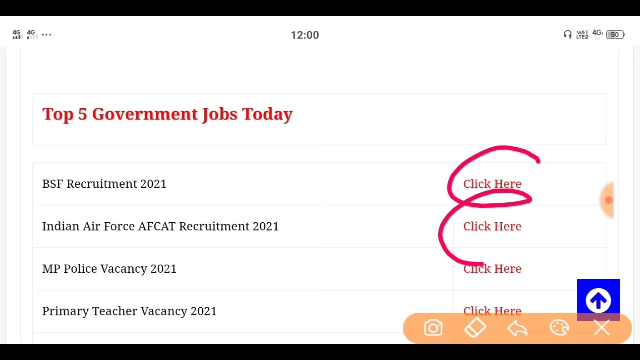 12:00
Top 5 Government Jobs Today
BSF Recruitment 2021 Click Here
Indian Air Force AFCAT Recruitment 2021 Click Here
MP Police Vacancy 2021 Click Here
Primary Teacher Vacancy 2021 Click Here